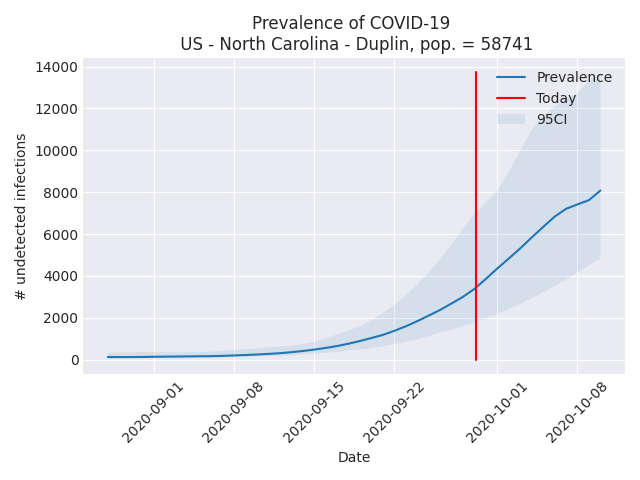 Prevalence of COVID-19
US - North Carolina - Duplin, pop. = 58741
14000
12000
10000
8000
6000
4000
2000
0
# undetected infections
Prevalence
Today
95CI
2020-09-01
2020-09-08
2020-09-15
2020-09-22
2020-10-01
2020-10-08
Date